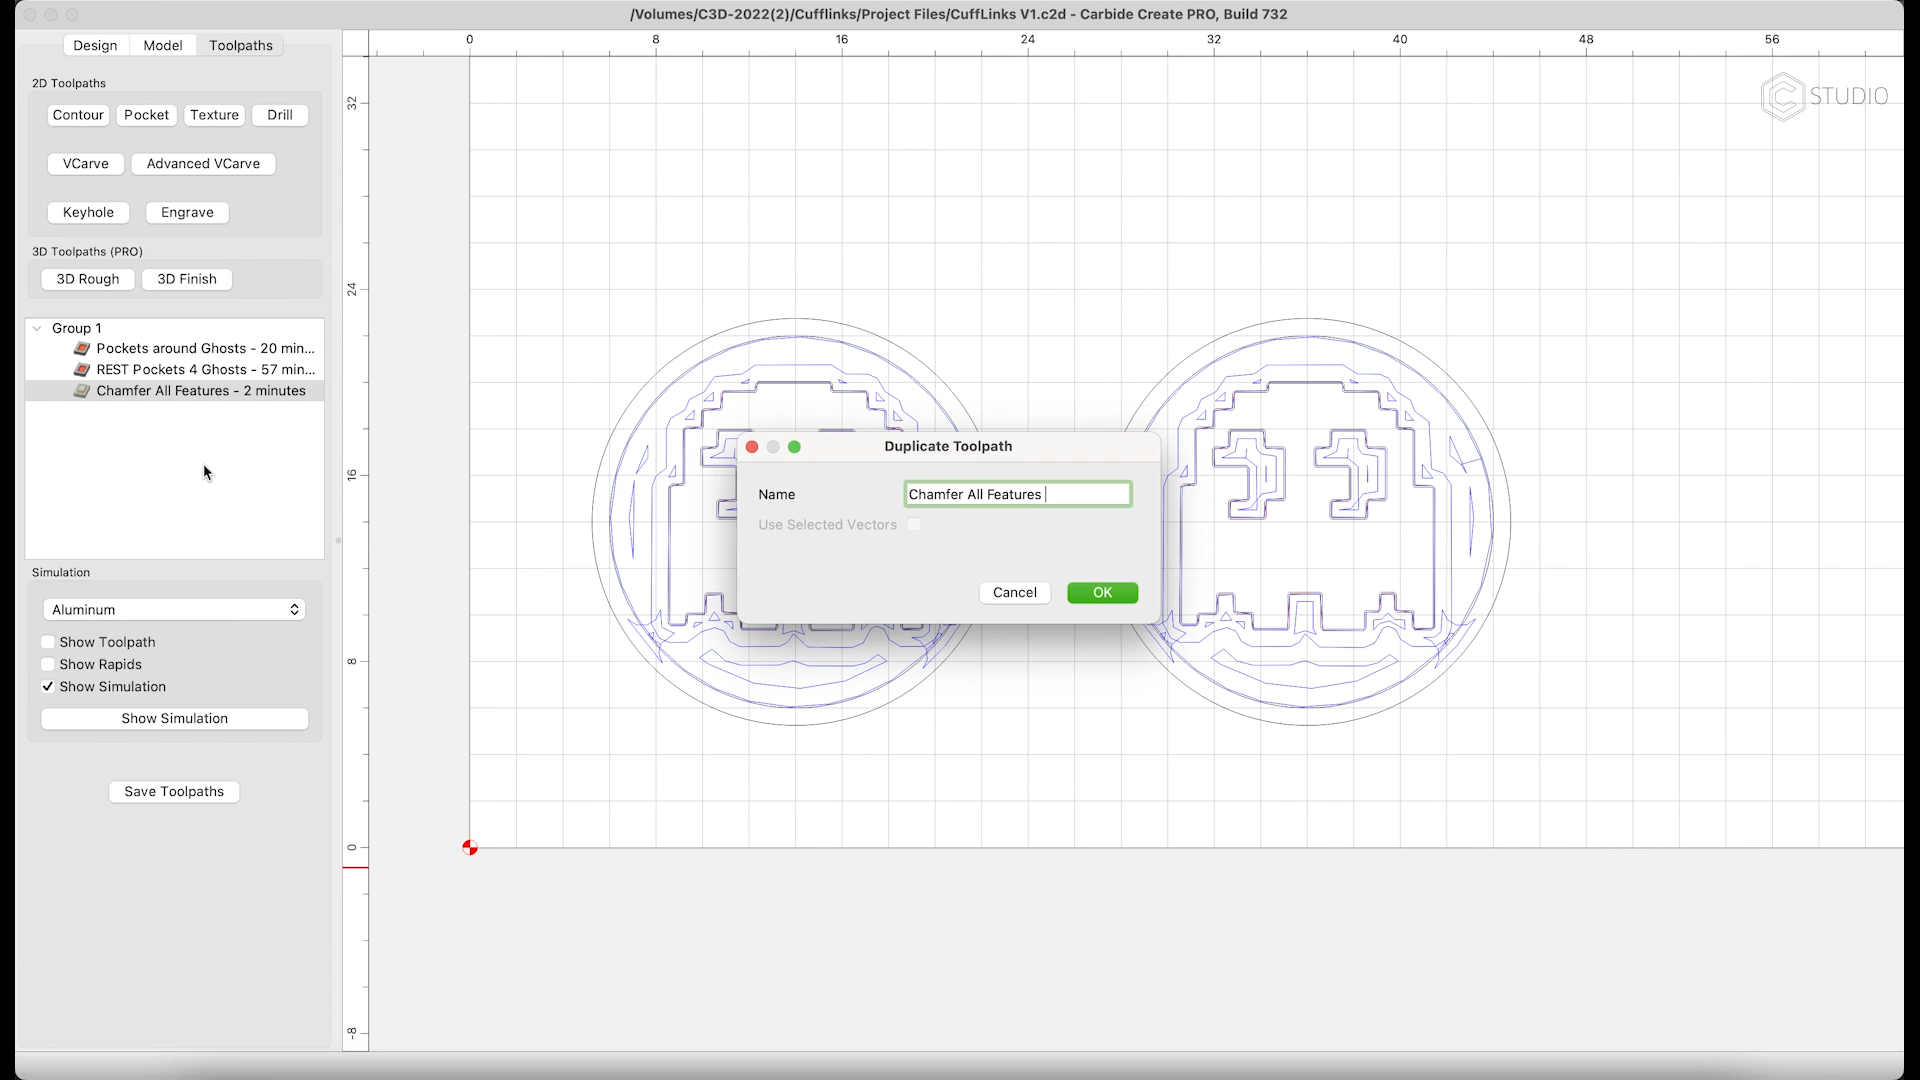 /Volumes/C3D-2022(2)/Cufflinks/Project Files/CuffLinks V1.c2d - Carbide Create PRO, Build 732
Design Model Toolpaths
0 8 16 24 32 40 48 56
2D Toolpaths
Contour Pocket Texture Drill
STUDIO
32
VCarve Advanced VCarve
Keyhole Engrave
3D Toolpaths (PRO)
3D Rough 3D Finish
24
Group 1
Pockets around Ghosts - 20 min...
REST Pockets 4 Ghosts - 57 min...
Chamfer All Features - 2 minutes
Duplicate Toolpath
16
Name Chamfer All Features
Use Selected Vectors
Simulation
Cancel OK
Aluminum
Show Toolpath
Show Rapids
8
Show Simulation
Show Simulation
Save Toolpaths
0
-8